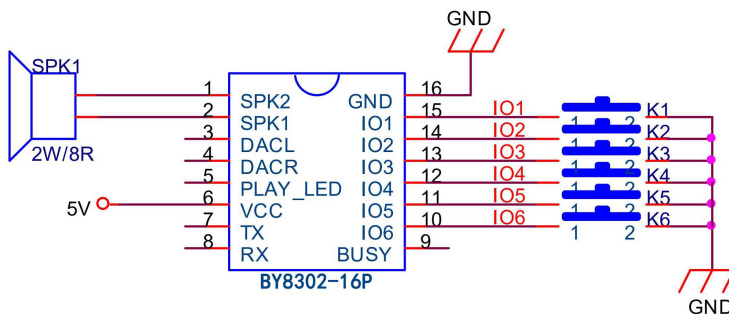 GND
SPK1
1 SPK2 GND 16
2 SPK1 IO1 15 IO1 K1
3 DACL IO2 14 IO2 1 2 K2
4 DACR IO3 13 IO3 1 2 K3
5 PLAY_LED IO4 12 IO4 1 2 K4
6 VCC IO5 11 IO5 1 2 K5
7 TX IO6 10 IO6 1 2 K6
8 RX BUSY 9 1 2
2W/8R
5V
BY8302-16P
GND